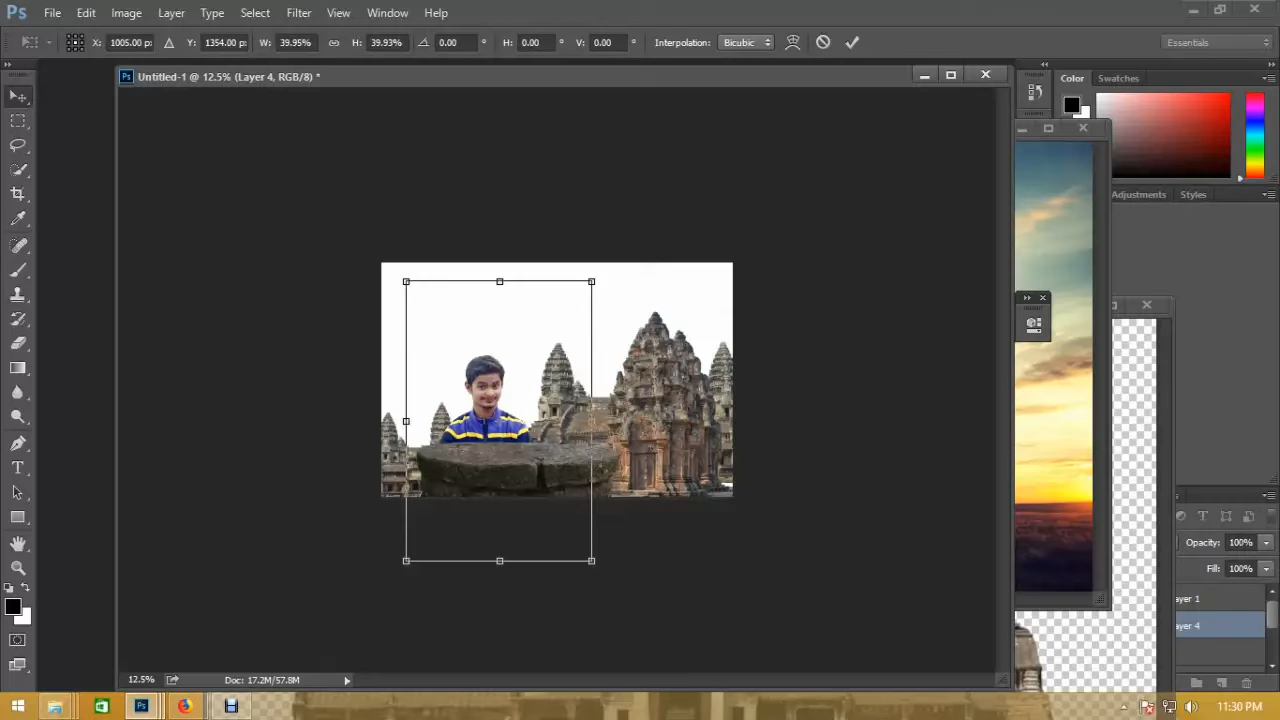 Ps File Edit Image Layer Type Select Filter View Window Help
X: 1005.00 p: Y: 1354.00 p: W: 39.95% H: 39.93% 0.00 ° H: 0.00 ° V: 0.00 ° Interpolation: Bicubic Essentials
Ps Untitled-1 @ 12.5% (Layer 4, RGB/8) *
Color Swatches
Adjustments Styles
Opacity: 100%
Fill: 100%
ayer 1
ayer 4
12.5% Doc: 17.2M/57.8M
Ps 11:30 PM